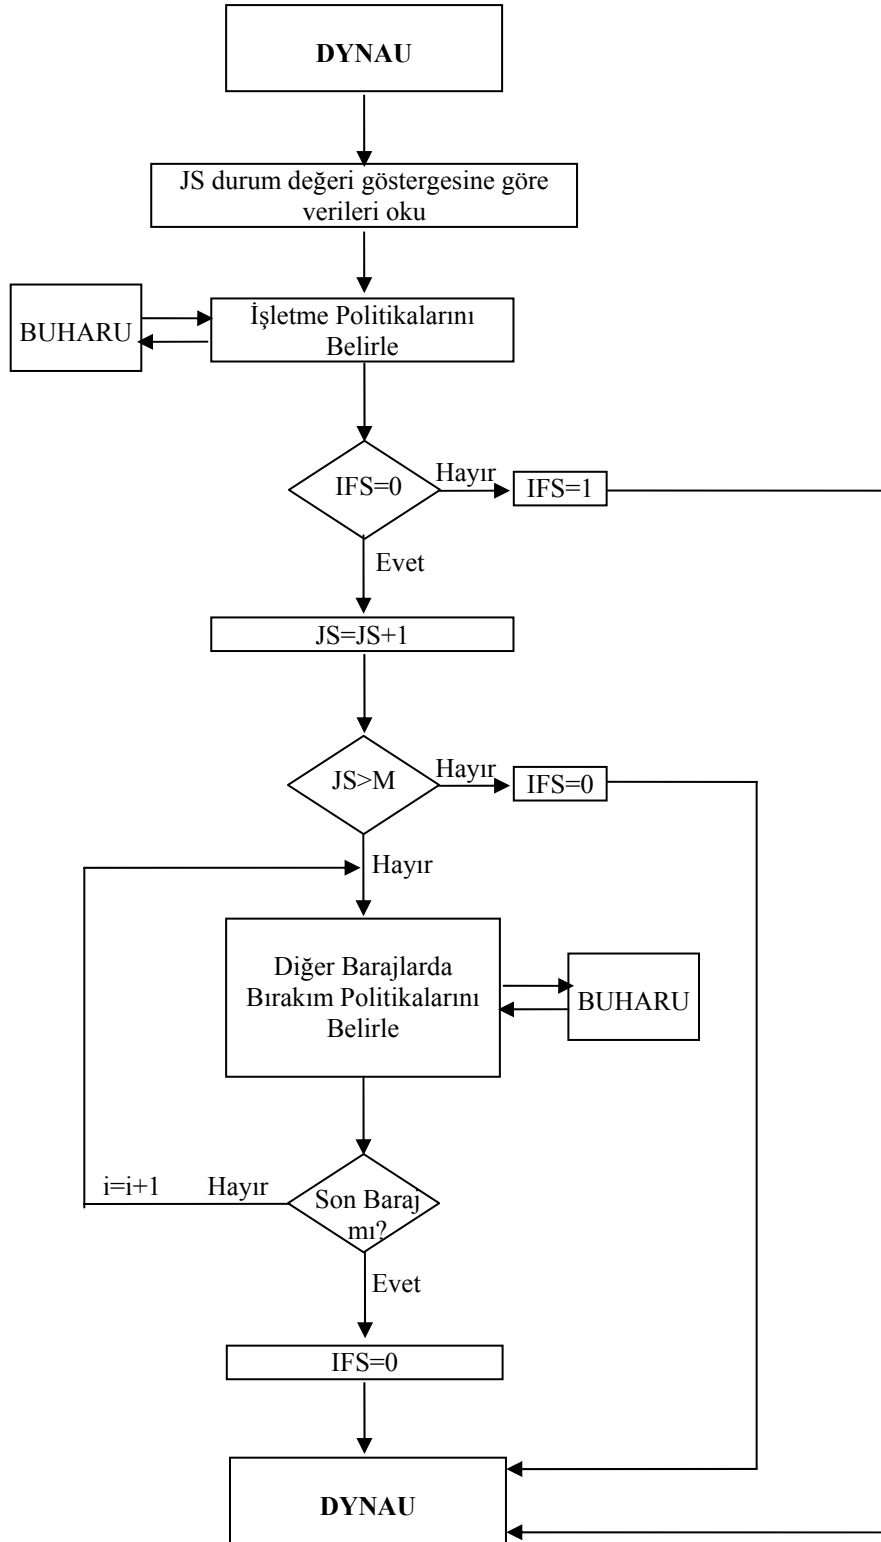 DYNAU
JS durum değeri göstergesine göre
verileri oku
BUHARU
İşletme Politikalarını
Belirle
IFS=0
Hayır
IFS=1
Evet
JS=JS+1
JS>M
Hayır
IFS=0
Hayır
Diğer Barajlarda
Bırakım Politikalarını
Belirle
BUHARU
i=i+1
Hayır
Son Baraj
mı?
Evet
IFS=0
DYNAU